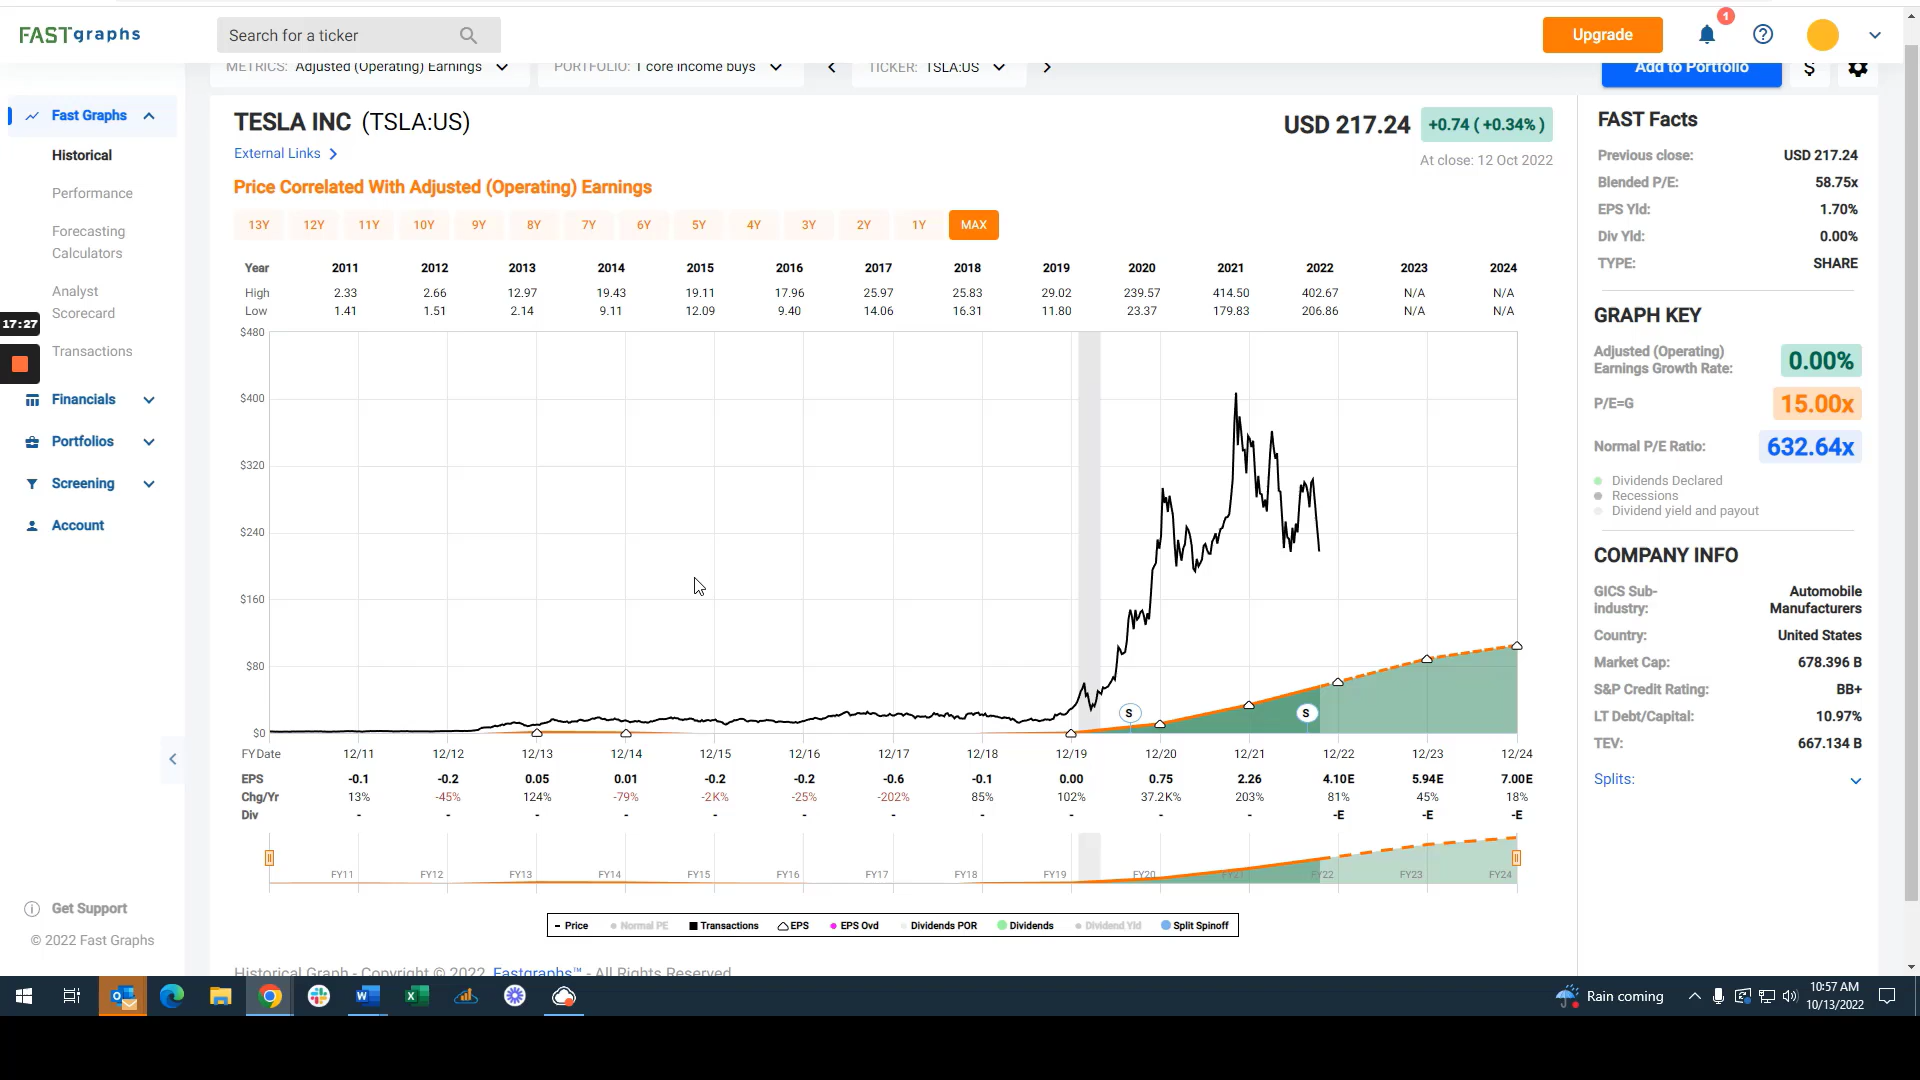 FASTgraphs
Search for a ticker
Upgrade
1
METRICS: Adjusted (Operating) Earnings
PORTFOLIO: 1 core income buys
TICKER: TSLA:US
Add to Portfolio
$
Fast Graphs
Historical
Performance
Forecasting
Calculators
Analyst
Scorecard
Transactions
Financials
Portfolios
Screening
Account
17:27
Get Support
© 2022 Fast Graphs
TESLA INC (TSLA:US)
External Links
USD 217.24 +0.74 ( +0.34% )
At close: 12 Oct 2022
Price Correlated With Adjusted (Operating) Earnings
13Y 12Y 11Y 10Y 9Y 8Y 7Y 6Y 5Y 4Y 3Y 2Y 1Y MAX
Year 2011 2012 2013 2014 2015 2016 2017 2018 2019 2020 2021 2022 2023 2024
High 2.33 2.66 12.97 19.43 19.11 17.96 25.97 25.83 29.02 239.57 414.50 402.67 N/A N/A
Low 1.41 1.51 2.14 9.11 12.09 9.40 14.06 16.31 11.80 23.37 179.83 206.86 N/A N/A
$480
$400
$320
$240
$160
$80
$0
S S
FY Date 12/11 12/12 12/13 12/14 12/15 12/16 12/17 12/18 12/19 12/20 12/21 12/22 12/23 12/24
EPS -0.1 -0.2 0.05 0.01 -0.2 -0.2 -0.6 -0.1 0.00 0.75 2.26 4.10E 5.94E 7.00E
Chg/Yr 13% -45% 124% -79% -2K% -25% -202% 85% 102% 37.2K% 203% 81% 45% 18%
Div - - - - - - - - - - - -E -E -E
FY11 FY12 FY13 FY14 FY15 FY16 FY17 FY18 FY19 FY20 FY21 FY22 FY23 FY24
Price Normal PE Transactions EPS EPS Ovd Dividends POR Dividends Dividend Yld Split Spinoff
Historical Graph - Copyright © 2022 Fastgraphs™ - All Rights Reserved
FAST Facts
Previous close: USD 217.24
Blended P/E: 58.75x
EPS Yld: 1.70%
Div Yld: 0.00%
TYPE: SHARE
GRAPH KEY
Adjusted (Operating)
Earnings Growth Rate: 0.00%
P/E=G 15.00x
Normal P/E Ratio: 632.64x
Dividends Declared
Recessions
Dividend yield and payout
COMPANY INFO
GICS Sub-
industry: Automobile
Manufacturers
Country: United States
Market Cap: 678.396 B
S&P Credit Rating: BB+
LT Debt/Capital: 10.97%
TEV: 667.134 B
Splits:
Rain coming
10:57 AM
10/13/2022